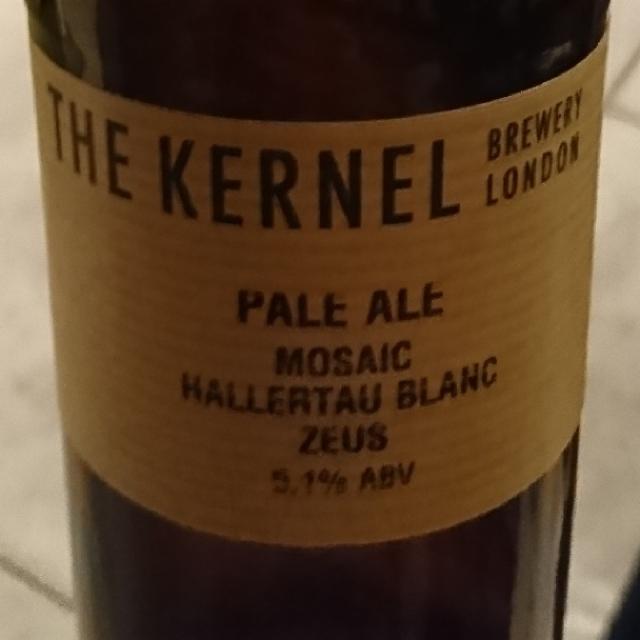 THE KERNEL BREWERY LONDON
PALE ALE
MOSAIC
HALLERTAU BLANC
ZEUS
5.1% ABV